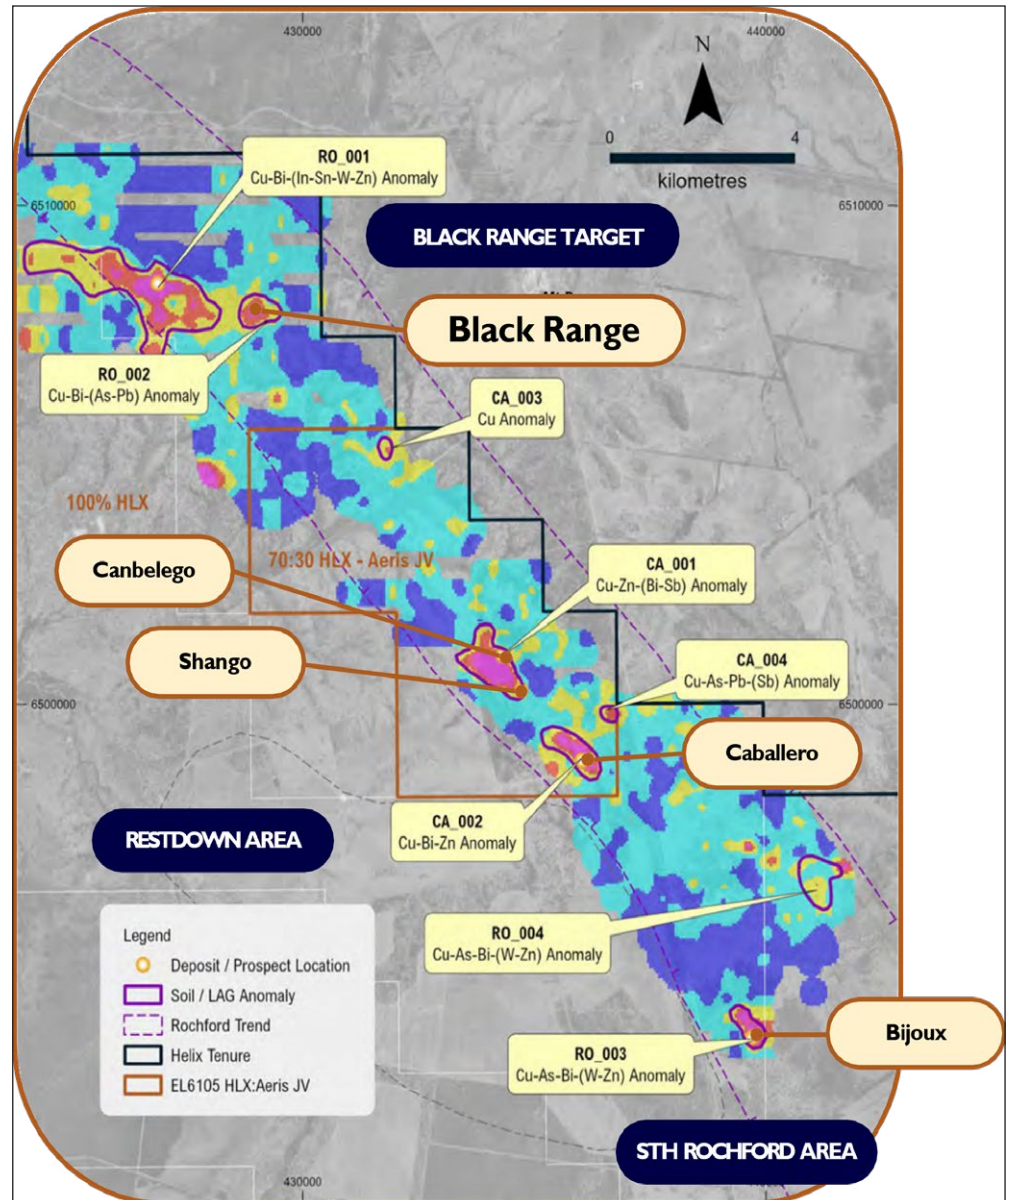 430000
440000
N
0
4
kilometres
RO_001
Cu-Bi-(In-Sn-W-Zn) Anomaly
6510000
6510000
BLACK RANGE TARGET
Black Range
RO_002
Cu-Bi-(As-Pb) Anomaly
CA_003
Cu Anomaly
100% HLX
70:30 HLX - Aeris JV
Canbelego
CA_001
Cu-Zn-(Bi-Sb) Anomaly
Shango
CA_004
Cu-As-Pb-(Sb) Anomaly
6500000
6500000
Caballero
CA_002
Cu-Bi-Zn Anomaly
RESTDOWN AREA
RO_004
Cu-As-Bi-(W-Zn) Anomaly
Legend
Deposit / Prospect Location
Soil / LAG Anomaly
Rochford Trend
Helix Tenure
EL6105 HLX:Aeris JV
Bijoux
RO_003
Cu-As-Bi-(W-Zn) Anomaly
STH ROCHFORD AREA
430000